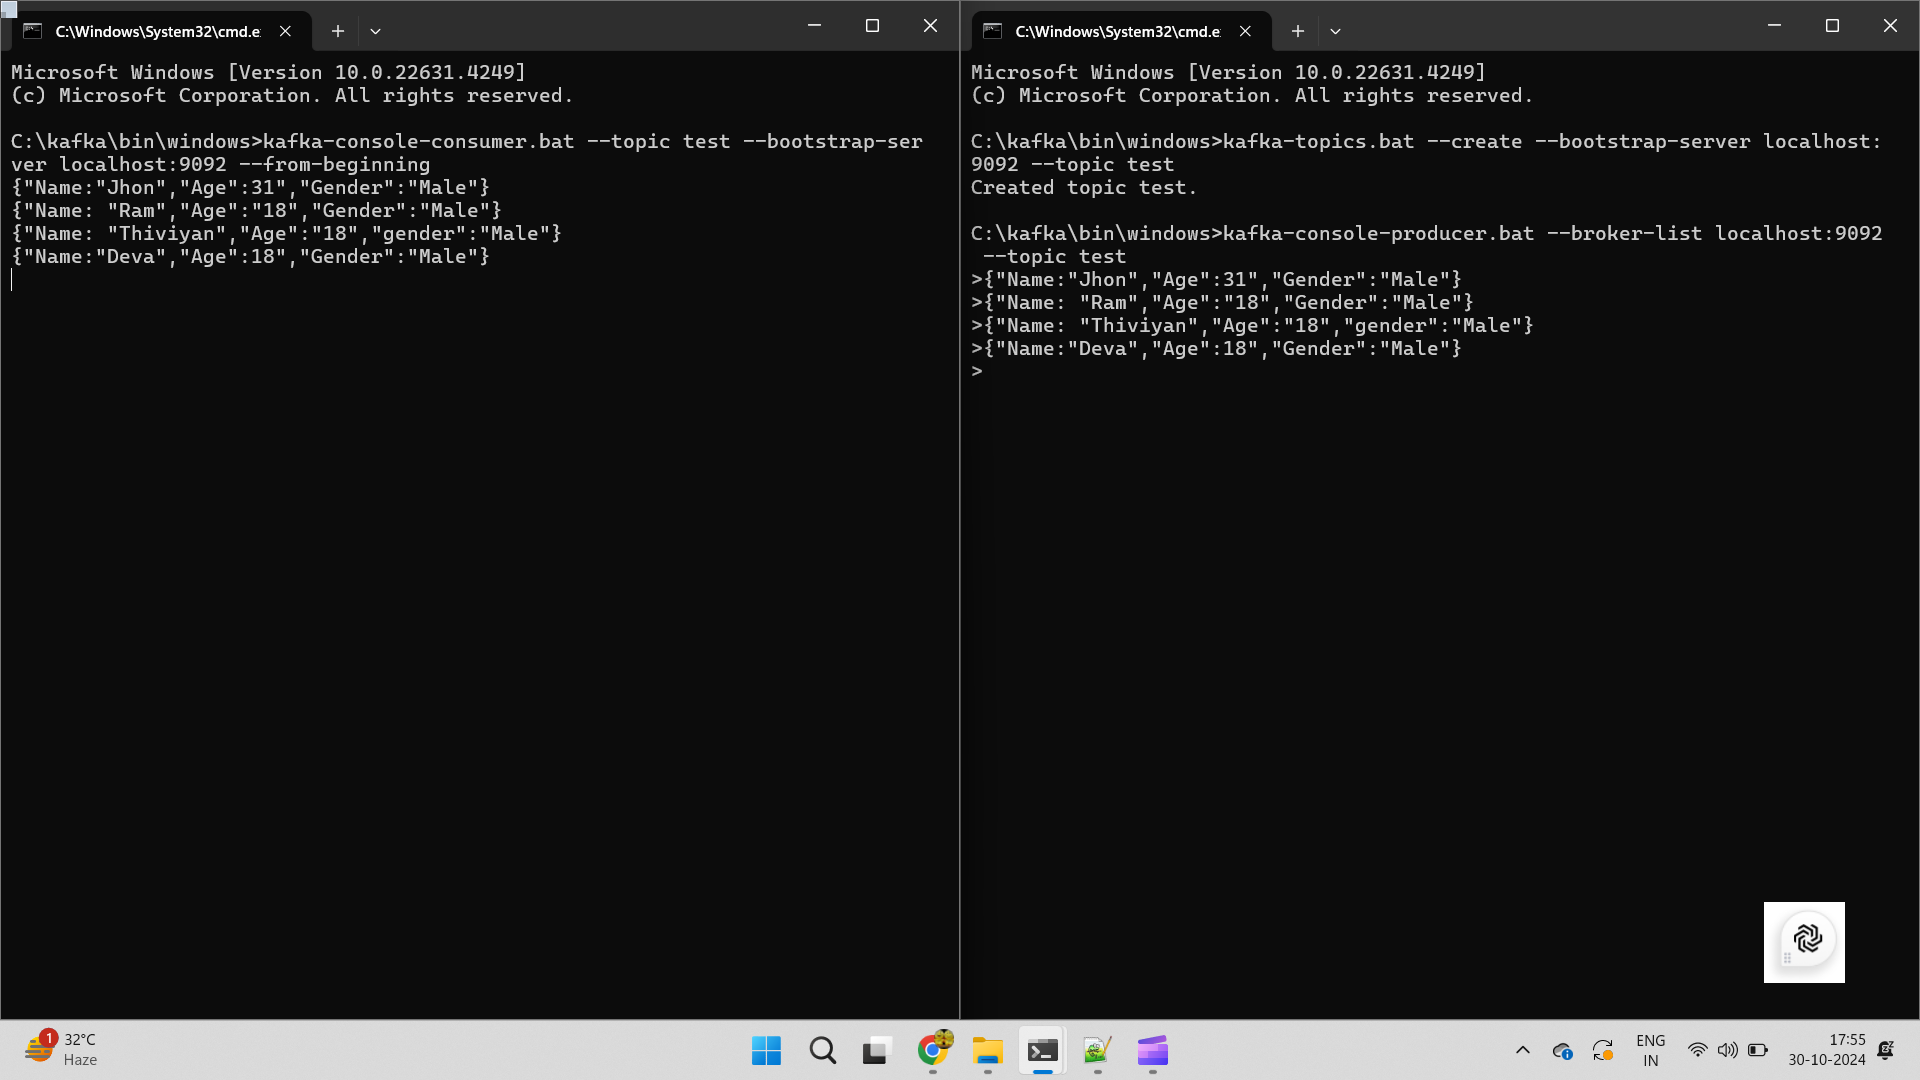 C:\Windows\System32\cmd.e
Microsoft Windows [Version 10.0.22631.4249]
(c) Microsoft Corporation. All rights reserved.
C:\kafka\bin\windows>kafka-console-consumer.bat --topic test --bootstrap-ser
ver localhost:9092 --from-beginning
{"Name:"Jhon","Age":31","Gender":"Male"}
{"Name: "Ram","Age":"18","Gender":"Male"}
{"Name: "Thiviyan","Age":"18","gender":"Male"}
{"Name:"Deva","Age":18","Gender":"Male"}
C:\Windows\System32\cmd.e
Microsoft Windows [Version 10.0.22631.4249]
(c) Microsoft Corporation. All rights reserved.
C:\kafka\bin\windows>kafka-topics.bat --create --bootstrap-server localhost:
9092 --topic test
Created topic test.
C:\kafka\bin\windows>kafka-console-producer.bat --broker-list localhost:9092
 --topic test
>{"Name:"Jhon","Age":31","Gender":"Male"}
>{"Name: "Ram","Age":"18","Gender":"Male"}
>{"Name: "Thiviyan","Age":"18","gender":"Male"}
>{"Name:"Deva","Age":18","Gender":"Male"}
>
1
32°C
Haze
ENG
IN
17:55
30-10-2024